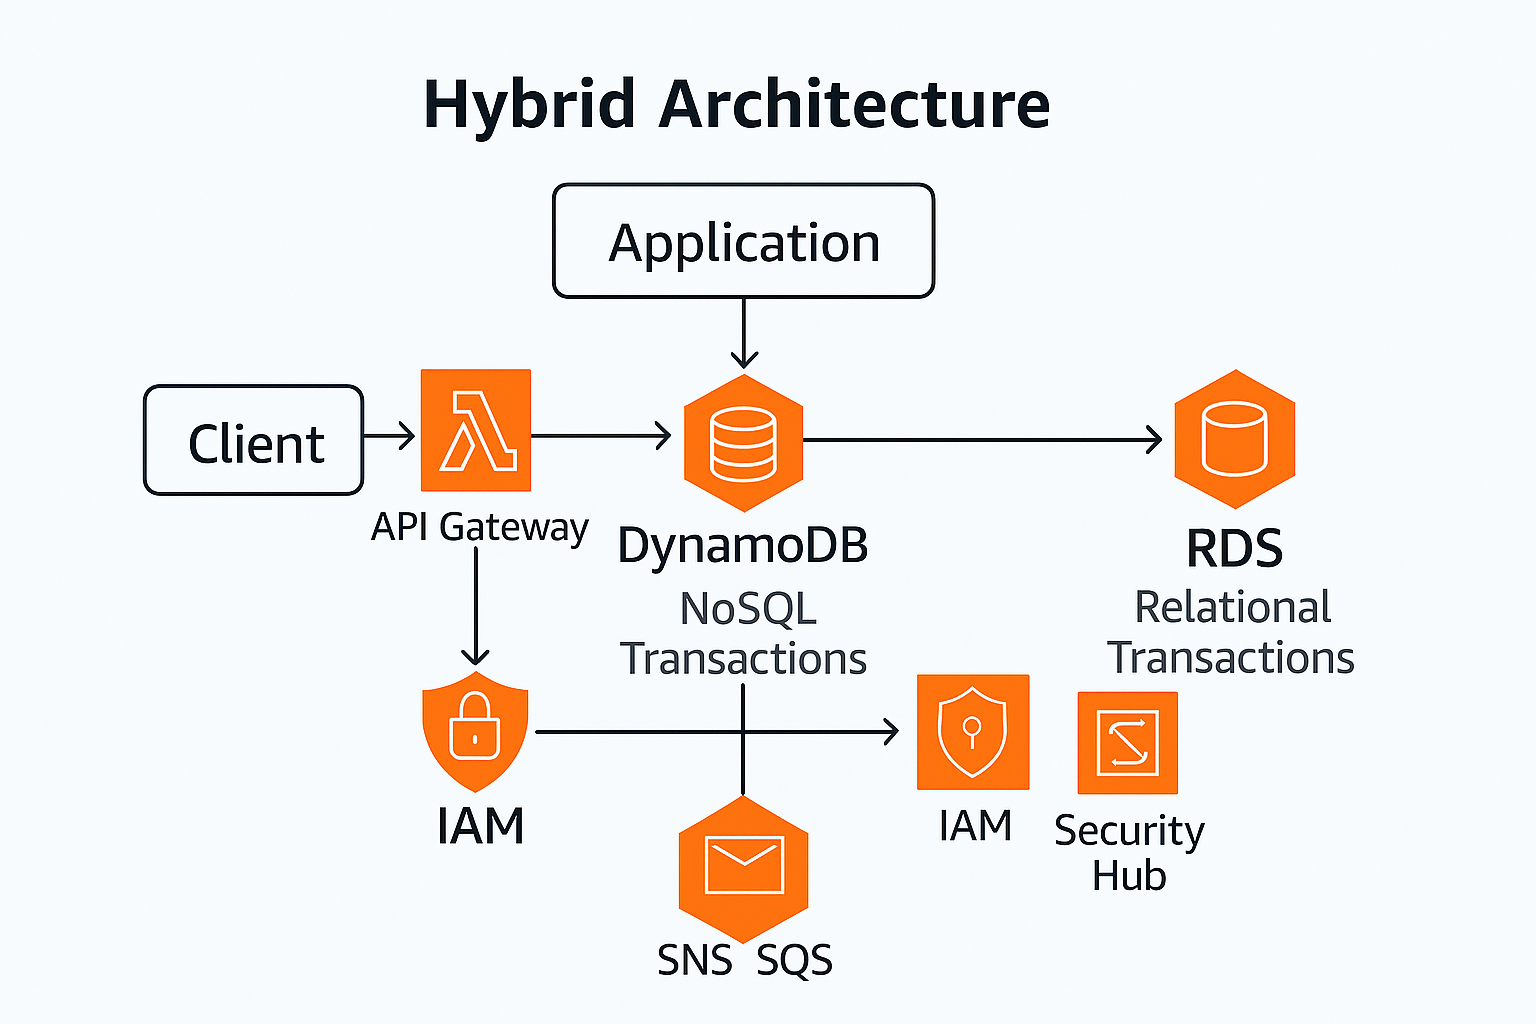 Hybrid Architecture
Application
Client
API Gateway
DynamoDB
NoSQL
Transactions
RDS
Relational
Transactions
IAM
IAM
Security
Hub
SNS SQS